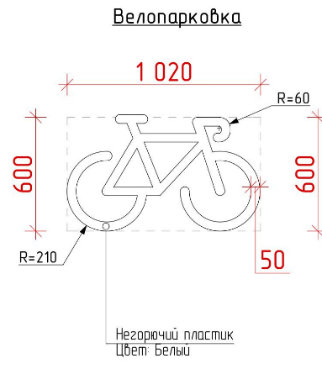 Велопарковка
1 020
R=60
600
600
50
R=210
Негорючий пластик
Цвет: Белый